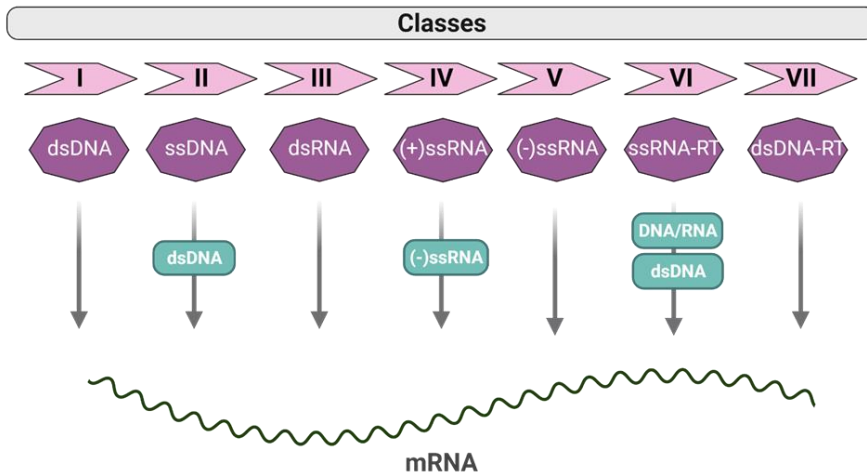 Classes
I II III IV V VI VII
dsDNA ssDNA dsRNA (+)ssRNA (-)ssRNA ssRNA-RT dsDNA-RT
dsDNA (-)ssRNA DNA/RNA
dsDNA
mRNA